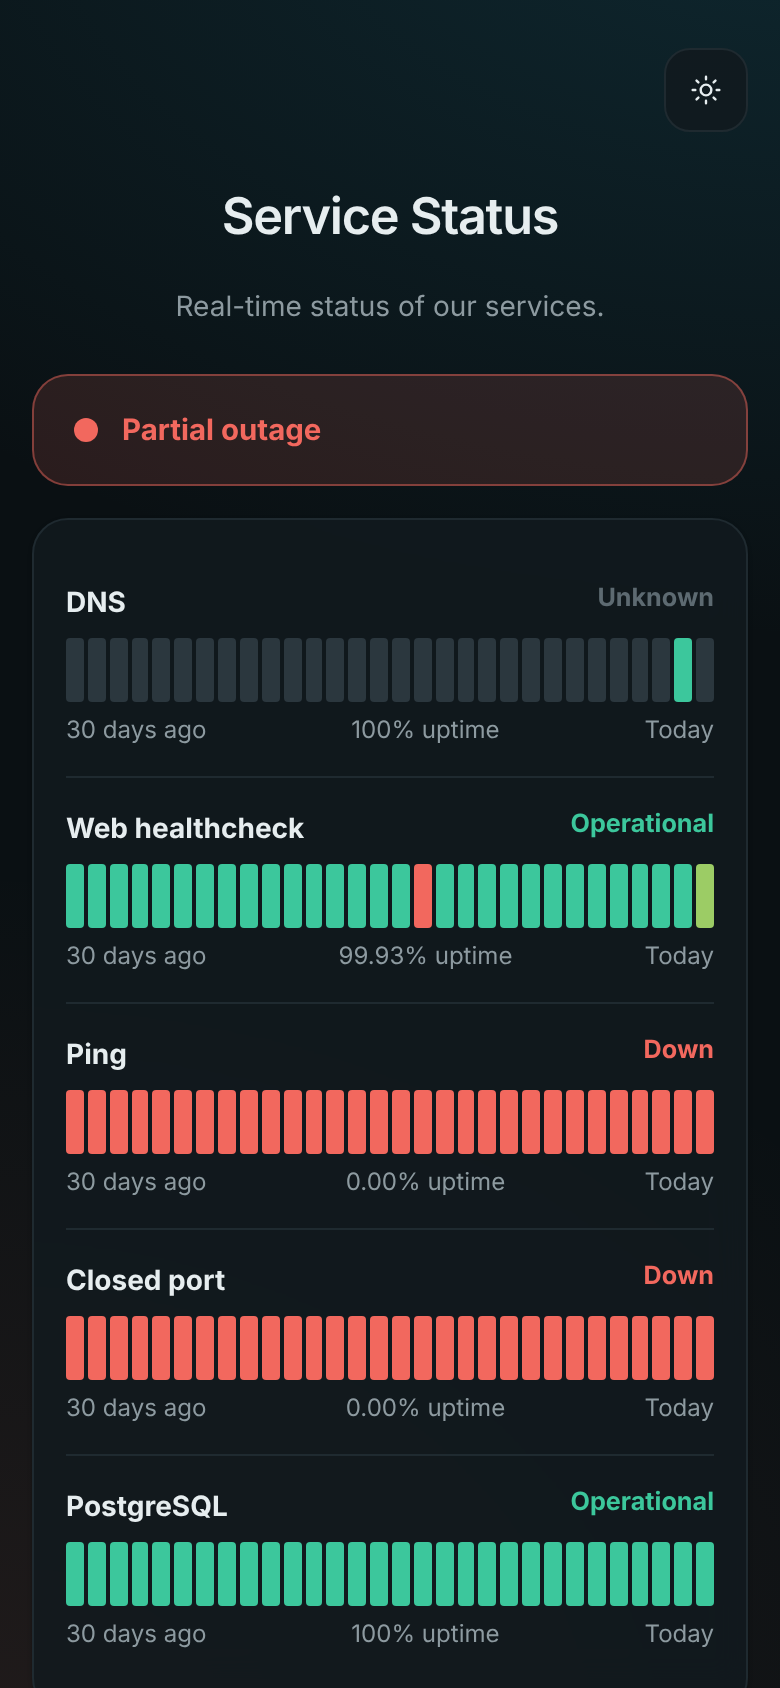 Service Status
Real-time status of our services.
Partial outage
DNS Unknown
30 days ago 100% uptime Today
Web healthcheck Operational
30 days ago 99.93% uptime Today
Ping Down
30 days ago 0.00% uptime Today
Closed port Down
30 days ago 0.00% uptime Today
PostgreSQL Operational
30 days ago 100% uptime Today